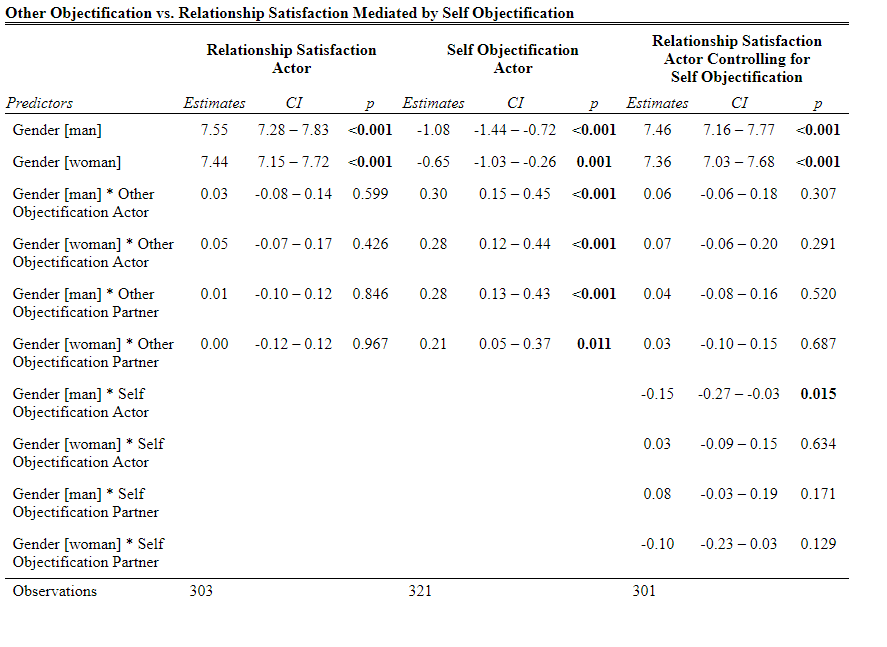 Other Objectification vs. Relationship Satisfaction Mediated by Self Objectification
Relationship Satisfaction Actor
Self Objectification Actor
Relationship Satisfaction Actor Controlling for Self Objectification
Predictors Estimates CI p Estimates CI p Estimates CI p
Gender [man] 7.55 7.28 – 7.83 <0.001 -1.08 -1.44 – -0.72 <0.001 7.46 7.16 – 7.77 <0.001
Gender [woman] 7.44 7.15 – 7.72 <0.001 -0.65 -1.03 – -0.26 0.001 7.36 7.03 – 7.68 <0.001
Gender [man] * Other Objectification Actor 0.03 -0.08 – 0.14 0.599 0.30 0.15 – 0.45 <0.001 0.06 -0.06 – 0.18 0.307
Gender [woman] * Other Objectification Actor 0.05 -0.07 – 0.17 0.426 0.28 0.12 – 0.44 <0.001 0.07 -0.06 – 0.20 0.291
Gender [man] * Other Objectification Partner 0.01 -0.10 – 0.12 0.846 0.28 0.13 – 0.43 <0.001 0.04 -0.08 – 0.16 0.520
Gender [woman] * Other Objectification Partner 0.00 -0.12 – 0.12 0.967 0.21 0.05 – 0.37 0.011 0.03 -0.10 – 0.15 0.687
Gender [man] * Self Objectification Actor -0.15 -0.27 – -0.03 0.015
Gender [woman] * Self Objectification Actor 0.03 -0.09 – 0.15 0.634
Gender [man] * Self Objectification Partner 0.08 -0.03 – 0.19 0.171
Gender [woman] * Self Objectification Partner -0.10 -0.23 – 0.03 0.129
Observations 303 321 301